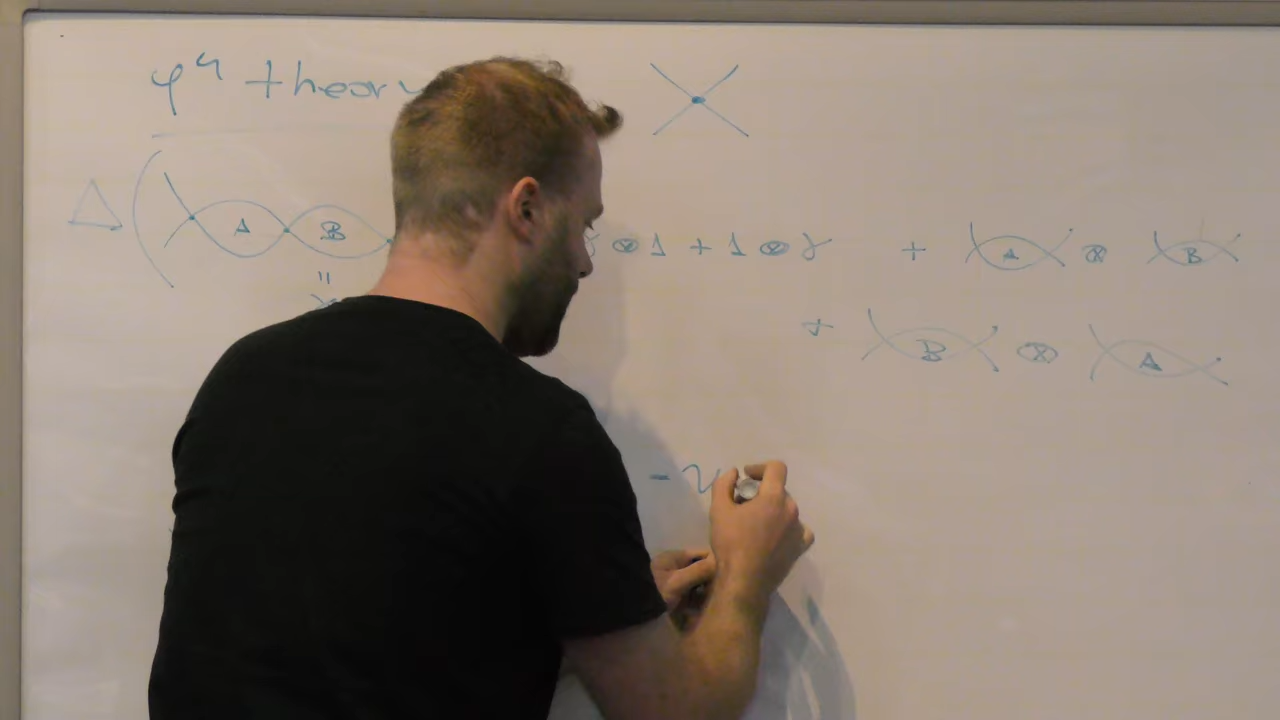 φ⁴ theory
Δ ( A B γ ⊗ 1 + 1 ⊗ γ + A ⊗ B
"
+ B ⊗ A
-